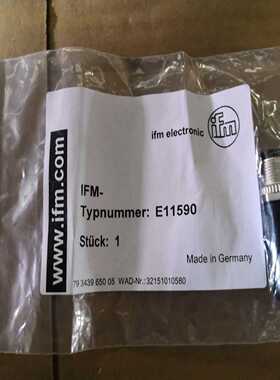 www.ifm.com
ifm electronic
ifm
IFM-
Typnummer: E11590
Stück: 1
Made in Germany
79 3439 650 05 WAD-Nr.: 32151010580